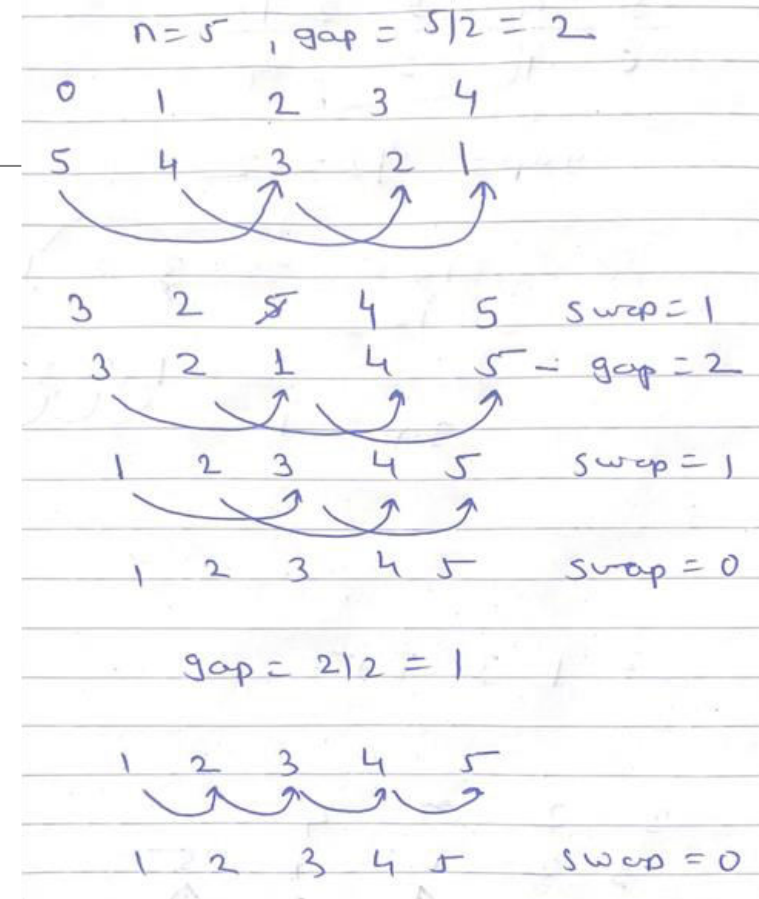 n = 5 , gap = 5/2 = 2
0 1 2 3 4
5 4 3 2 1
3 2 5 4 5 swap = 1
3 2 1 4 5 - gap = 2
1 2 3 4 5 swap = 1
1 2 3 4 5 swap = 0
gap = 2/2 = 1
1 2 3 4 5
1 2 3 4 5 swap = 0